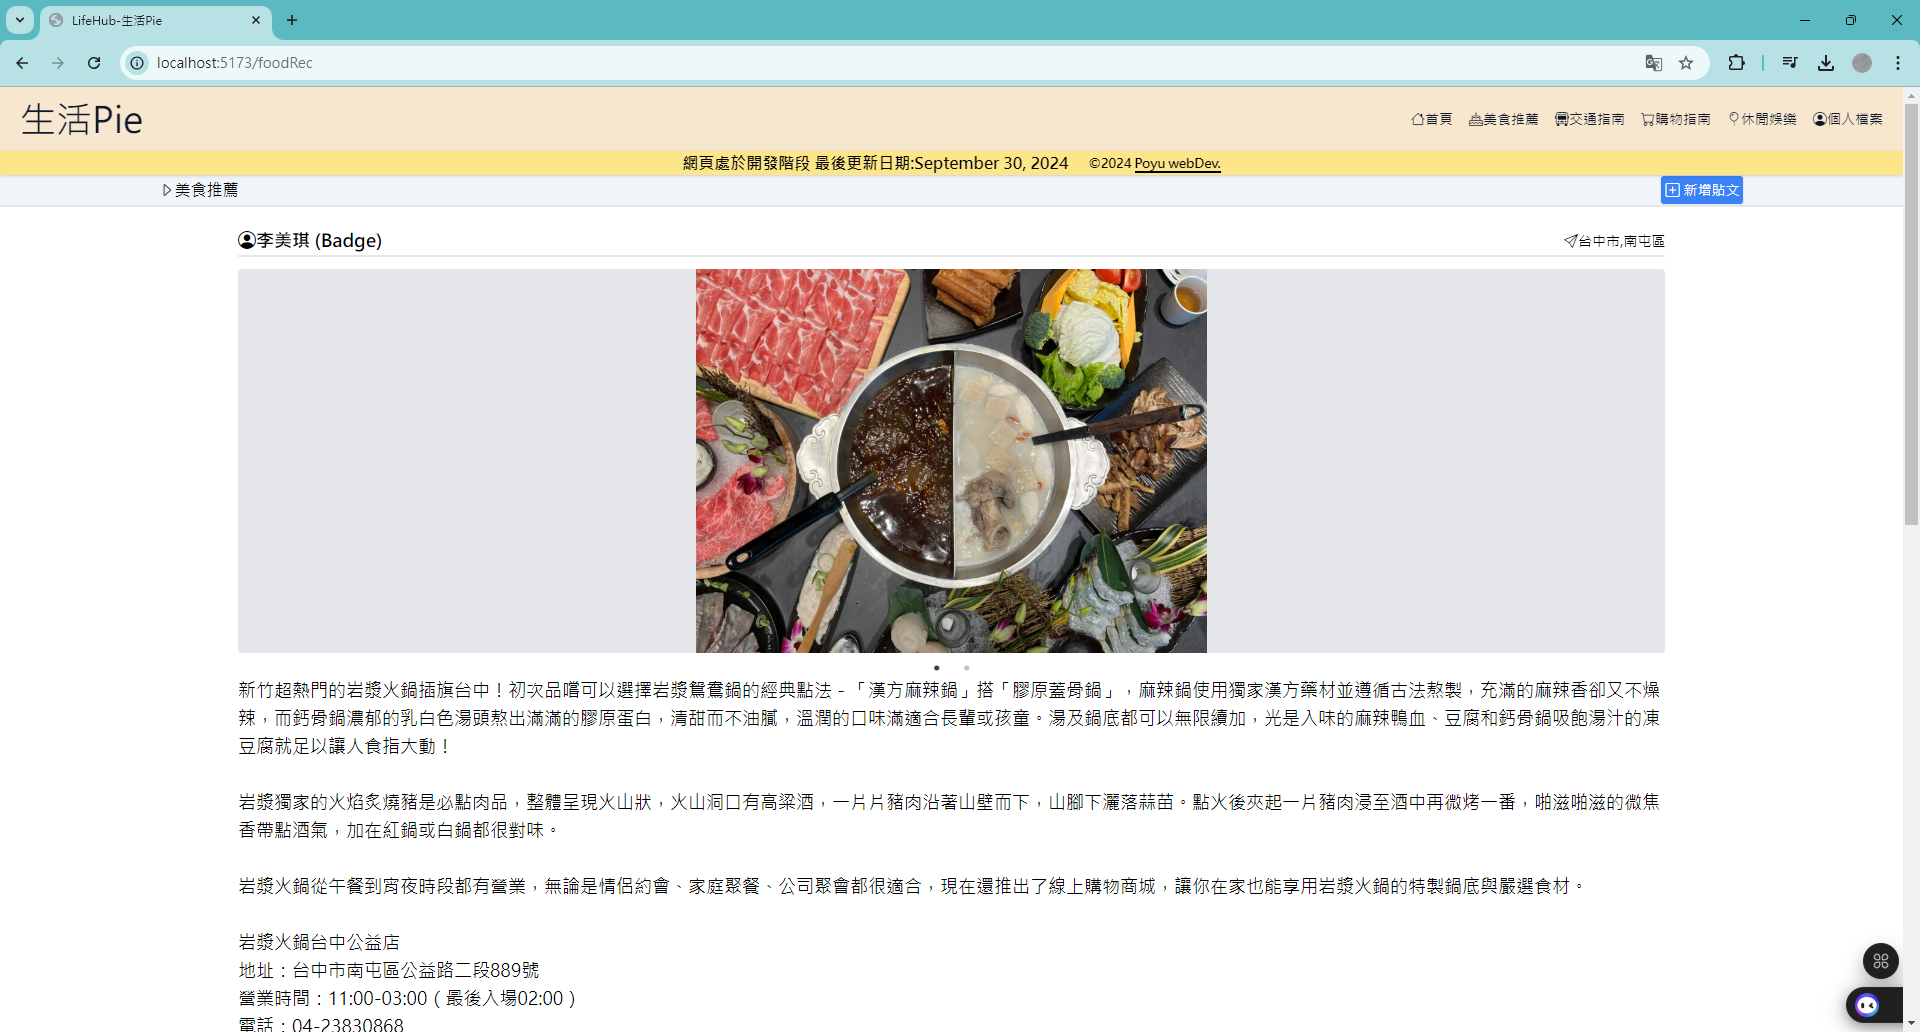 LifeHub-生活Pie
localhost:5173/foodRec
生活Pie
首頁 美食推薦 交通指南 購物指南 休閒娛樂 個人檔案
網頁處於開發階段 最後更新日期:September 30, 2024 ©2024 Poyu webDev.
美食推薦
新增貼文
李美琪 (Badge)
台中市,南屯區
新竹超熱門的岩漿火鍋插旗台中！初次品嚐可以選擇岩漿鴛鴦鍋的經典點法 - 「漢方麻辣鍋」搭「膠原蓋骨鍋」，麻辣鍋使用獨家漢方藥材並遵循古法熬製，充滿的麻辣香卻又不燥
辣，而鈣骨鍋濃郁的乳白色湯頭熬出滿滿的膠原蛋白，清甜而不油膩，溫潤的口味滿適合長輩或孩童。湯及鍋底都可以無限續加，光是入味的麻辣鴨血、豆腐和鈣骨鍋吸飽湯汁的凍
豆腐就足以讓人食指大動！
岩漿獨家的火焰炙燒豬是必點肉品，整體呈現火山狀，火山洞口有高粱酒，一片片豬肉沿著山壁而下，山腳下灑落蒜苗。點火後夾起一片豬肉浸至酒中再微烤一番，啪滋啪滋的微焦
香帶點酒氣，加在紅鍋或白鍋都很對味。
岩漿火鍋從午餐到宵夜時段都有營業，無論是情侶約會、家庭聚餐、公司聚會都很適合，現在還推出了線上購物商城，讓你在家也能享用岩漿火鍋的特製鍋底與嚴選食材。
岩漿火鍋台中公益店
地址：台中市南屯區公益路二段889號
營業時間：11:00-03:00（最後入場02:00）
電話：04-23830868